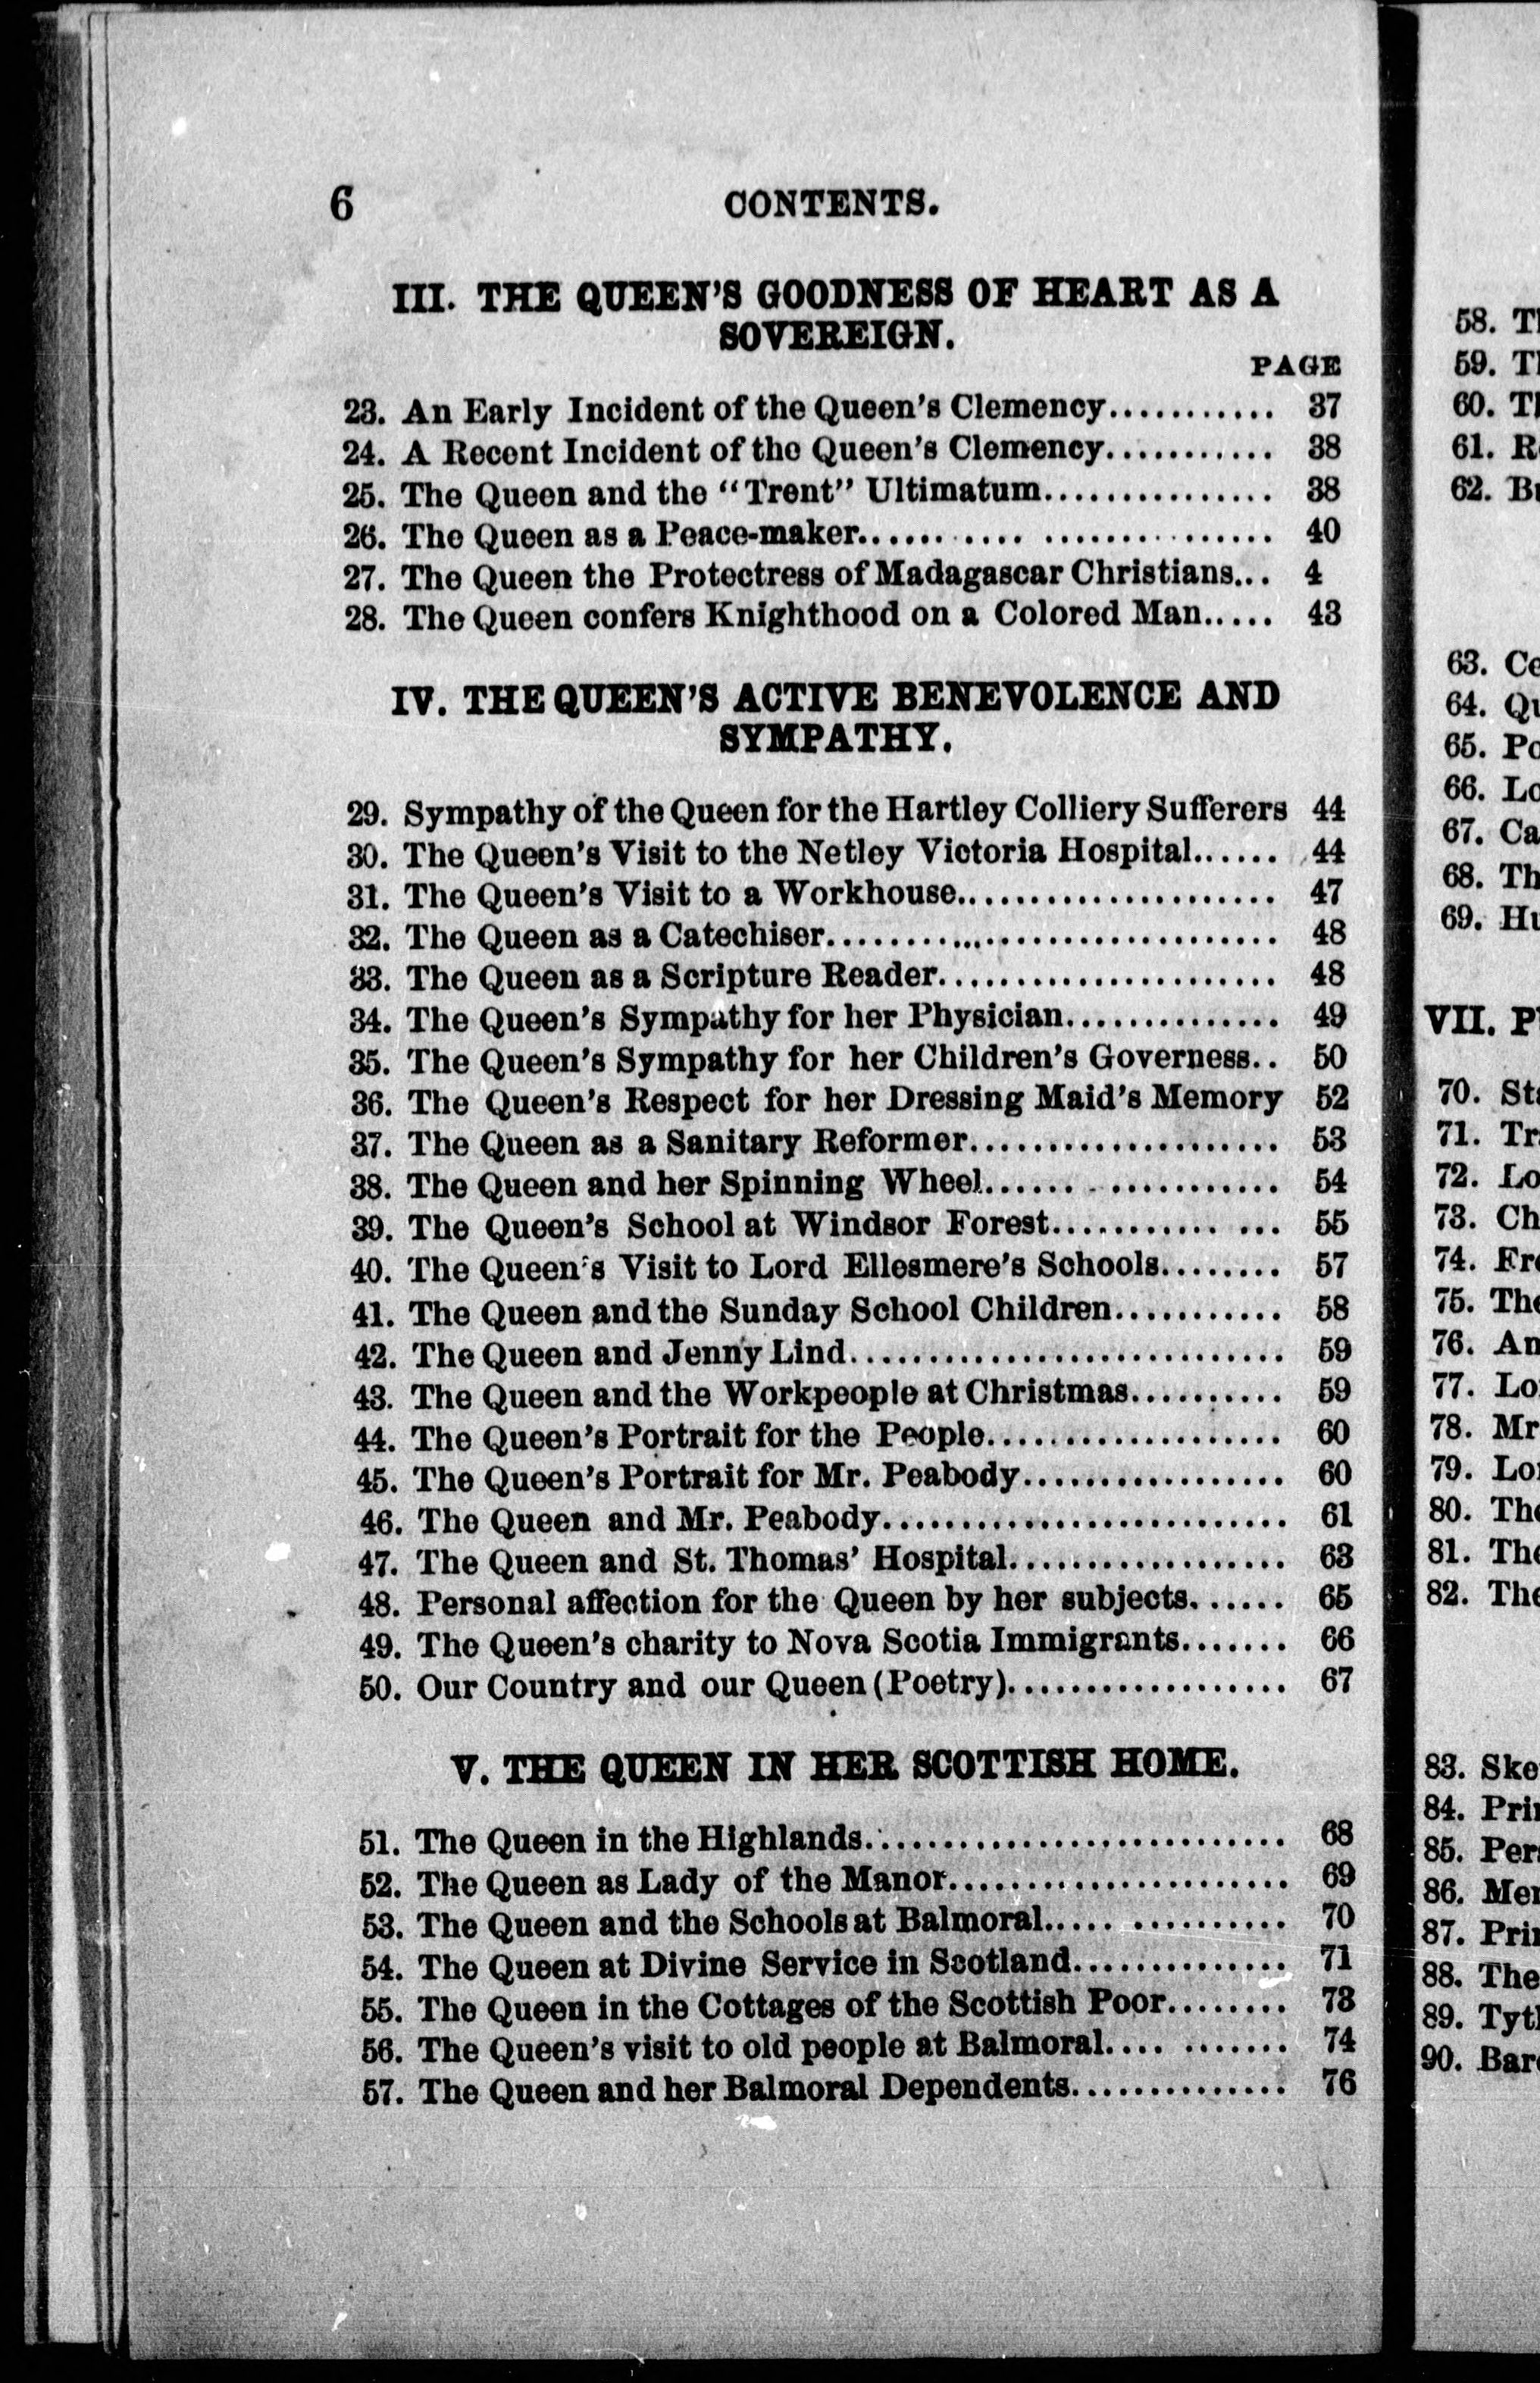 6 CONTENTS.
III. THE QUEEN'S GOODNESS OF HEART AS A
SOVEREIGN.
PAGE
23. An Early Incident of the Queen's Clemency........... 37
24. A Recent Incident of the Queen's Clemency........... 38
25. The Queen and the "Trent" Ultimatum............... 38
26. The Queen as a Peace-maker.......................... 40
27. The Queen the Protectress of Madagascar Christians... 4
28. The Queen confers Knighthood on a Colored Man..... 43
IV. THE QUEEN'S ACTIVE BENEVOLENCE AND
SYMPATHY.
29. Sympathy of the Queen for the Hartley Colliery Sufferers 44
30. The Queen's Visit to the Netley Victoria Hospital...... 44
31. The Queen's Visit to a Workhouse..................... 47
32. The Queen as a Catechiser.............................. 48
33. The Queen as a Scripture Reader...................... 48
34. The Queen's Sympathy for her Physician.............. 49
35. The Queen's Sympathy for her Children's Governess.. 50
36. The Queen's Respect for her Dressing Maid's Memory 52
37. The Queen as a Sanitary Reformer.................... 53
38. The Queen and her Spinning Wheel.................. 54
39. The Queen's School at Windsor Forest.............. 55
40. The Queen's Visit to Lord Ellesmere's Schools........ 57
41. The Queen and the Sunday School Children........... 58
42. The Queen and Jenny Lind............................ 59
43. The Queen and the Workpeople at Christmas.......... 59
44. The Queen's Portrait for the People................... 60
45. The Queen's Portrait for Mr. Peabody................. 60
46. The Queen and Mr. Peabody.......................... 61
47. The Queen and St. Thomas' Hospital.................. 63
48. Personal affection for the Queen by her subjects...... 65
49. The Queen's charity to Nova Scotia Immigrants....... 66
50. Our Country and our Queen (Poetry).................. 67
V. THE QUEEN IN HER SCOTTISH HOME.
51. The Queen in the Highlands........................... 68
52. The Queen as Lady of the Manor...................... 69
53. The Queen and the Schools at Balmoral............... 70
54. The Queen at Divine Service in Scotland.............. 71
55. The Queen in the Cottages of the Scottish Poor........ 73
56. The Queen's visit to old people at Balmoral........... 74
57. The Queen and her Balmoral Dependents.............. 76
58.
59.
60.
61.
62.
63.
64.
65.
66.
67.
68.
69.
VII.
70.
71.
72.
73.
74.
75.
76.
77.
78.
79.
80.
81.
82.
83.
84.
85.
86.
87.
88. The
89.
90.